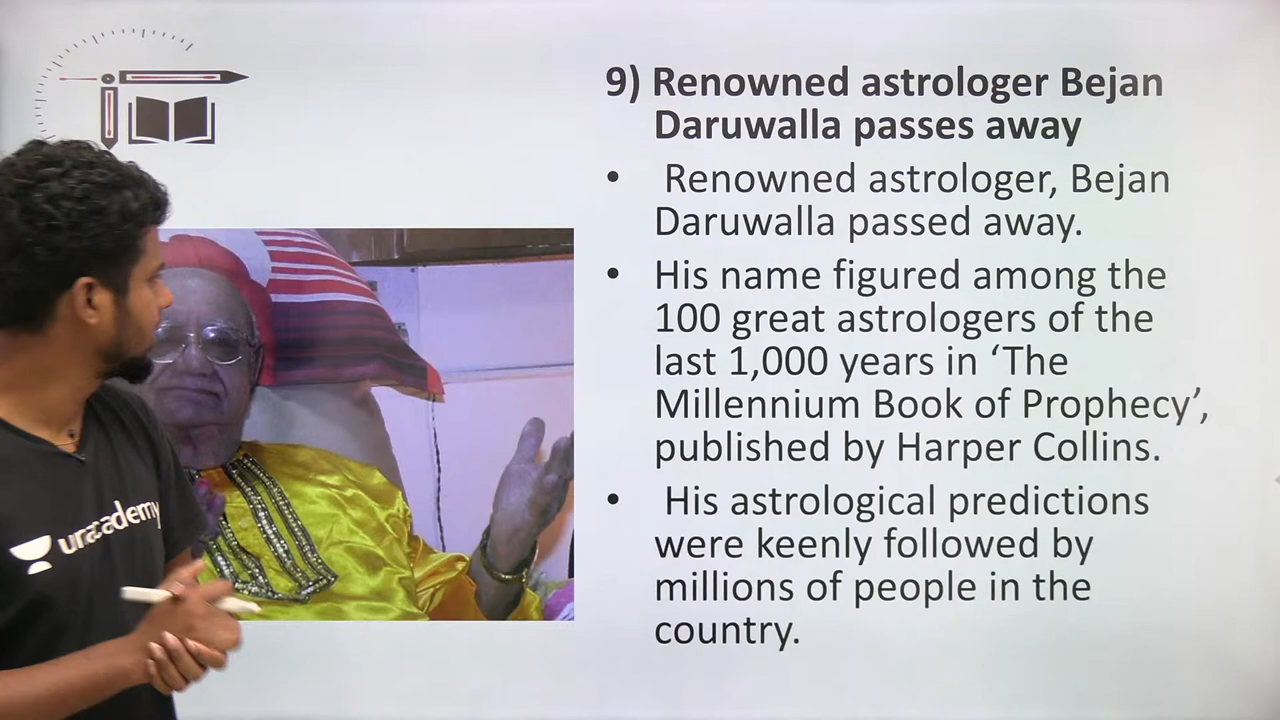 9) Renowned astrologer Bejan
Daruwalla passes away
• Renowned astrologer, Bejan
Daruwalla passed away.
• His name figured among the
100 great astrologers of the
last 1,000 years in ‘The
Millennium Book of Prophecy’,
published by Harper Collins.
• His astrological predictions
were keenly followed by
millions of people in the
country.
unacademy